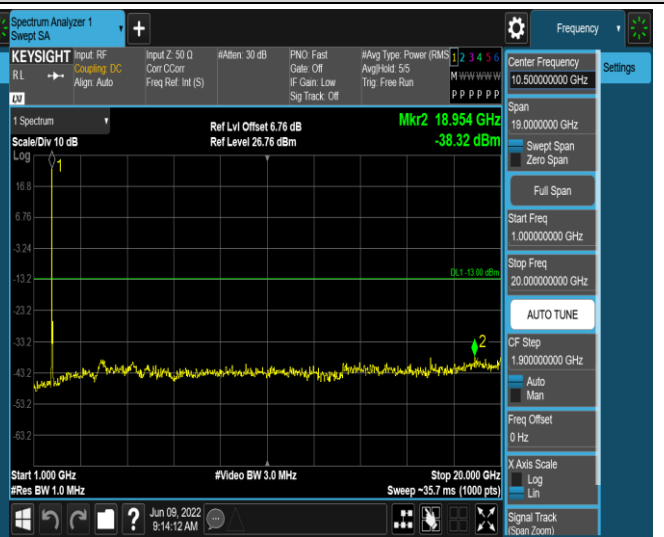 Spectrum Analyzer 1
Swept SA
Frequency
KEYSIGHT
RL
LXI
Input: RF
Coupling: DC
Align: Auto
Input Z: 50 Ω
Corr CCorr
Freq Ref: Int (S)
#Atten: 30 dB
PNO: Fast
Gate: Off
IF Gain: Low
Sig Track: Off
#Avg Type: Power (RMS
Avg|Hold: 5/5
Trig: Free Run
1 2 3 4 5 6
M W W W W W
P P P P P P
1 Spectrum
Scale/Div 10 dB
Log
Ref Lvl Offset 6.76 dB
Ref Level 26.76 dBm
Mkr2 18.954 GHz
-38.32 dBm
1
16.8
6.76
-3.24
-13.2
-23.2
-33.2
-43.2
-53.2
-63.2
DL1 -13.00 dBm
2
Start 1.000 GHz
#Res BW 1.0 MHz
#Video BW 3.0 MHz
Stop 20.000 GHz
Sweep ~35.7 ms (1000 pts)
Jun 09, 2022
9:14:12 AM
?
Center Frequency
10.500000000 GHz
Settings
Span
19.0000000 GHz
Swept Span
Zero Span
Full Span
Start Freq
1.000000000 GHz
Stop Freq
20.000000000 GHz
AUTO TUNE
CF Step
1.900000000 GHz
Auto
Man
Freq Offset
0 Hz
X Axis Scale
Log
Lin
Signal Track
(Span Zoom)